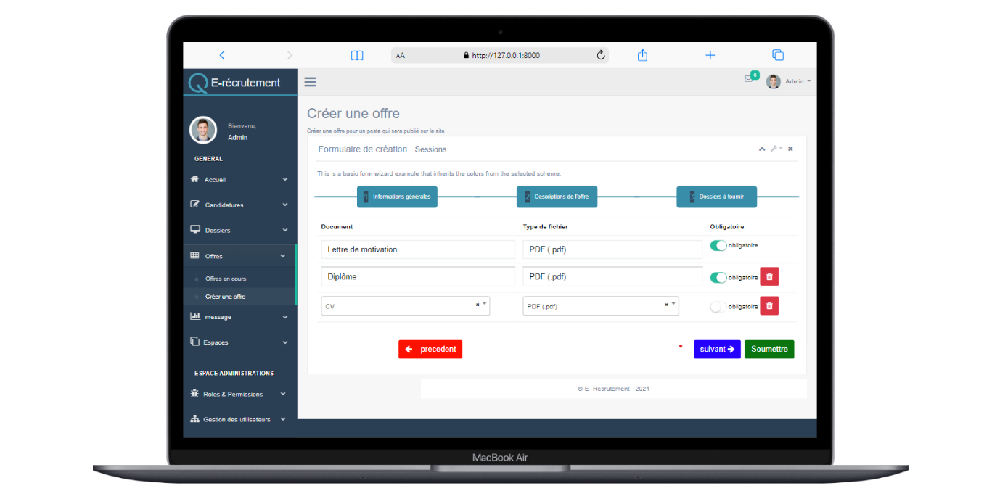 AA http://127.0.0.1:8000
E-récrutement
6
Admin
Créer une offre
Créer une offre pour un poste qui sera publié sur le site
Bienvenu,
Admin
GENERAL
Accueil
Candidatures
Dossiers
Offres
Offres en cours
Créer une offre
message
Espaces
ESPACE ADMINISTRATIONS
Roles & Permissions
Gestion des utilisateurs
Formulaire de création Sessions
This is a basic form wizard example that inherits the colors from the selected scheme.
1 Informations générales
2 Descriptions de l'offre
3 Dossiers à fournir
Document Type de fichier Obligatoire
Lettre de motivation PDF (.pdf) obligatoire
Diplôme PDF (.pdf) obligatoire
CV × PDF (.pdf) × obligatoire
precedent suivant Soumettre
© E- Recrutement - 2024
MacBook Air